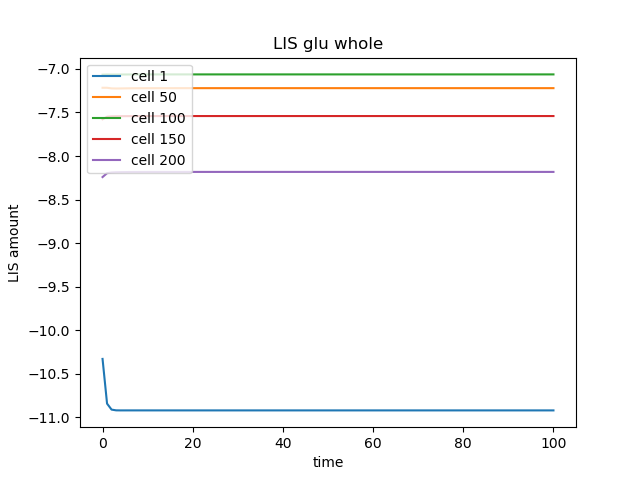 LIS glu whole
−7.0
−7.5
−8.0
−8.5
−9.0
−9.5
−10.0
−10.5
−11.0
LIS amount
cell 1
cell 50
cell 100
cell 150
cell 200
0
20
40
60
80
100
time